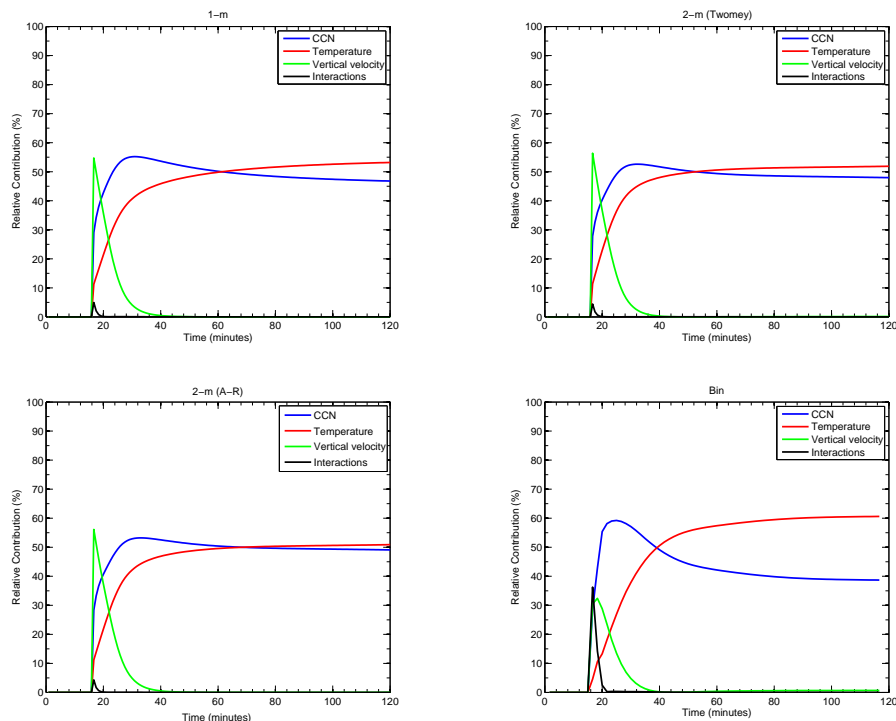 1−m
100
90
80
70
60
50
40
30
20
10
0
Relative Contribution (%)
0 20 40 60 80 100 120
Time (minutes)
CCN
Temperature
Vertical velocity
Interactions
2−m (Twomey)
100
90
80
70
60
50
40
30
20
10
0
Relative Contribution (%)
0 20 40 60 80 100 120
Time (minutes)
CCN
Temperature
Vertical velocity
Interactions
2−m (A−R)
100
90
80
70
60
50
40
30
20
10
0
Relative Contribution (%)
0 20 40 60 80 100 120
Time (minutes)
CCN
Temperature
Vertical velocity
Interactions
Bin
100
90
80
70
60
50
40
30
20
10
0
Relative Contribution (%)
0 20 40 60 80 100 120
Time (minutes)
CCN
Temperature
Vertical velocity
Interactions